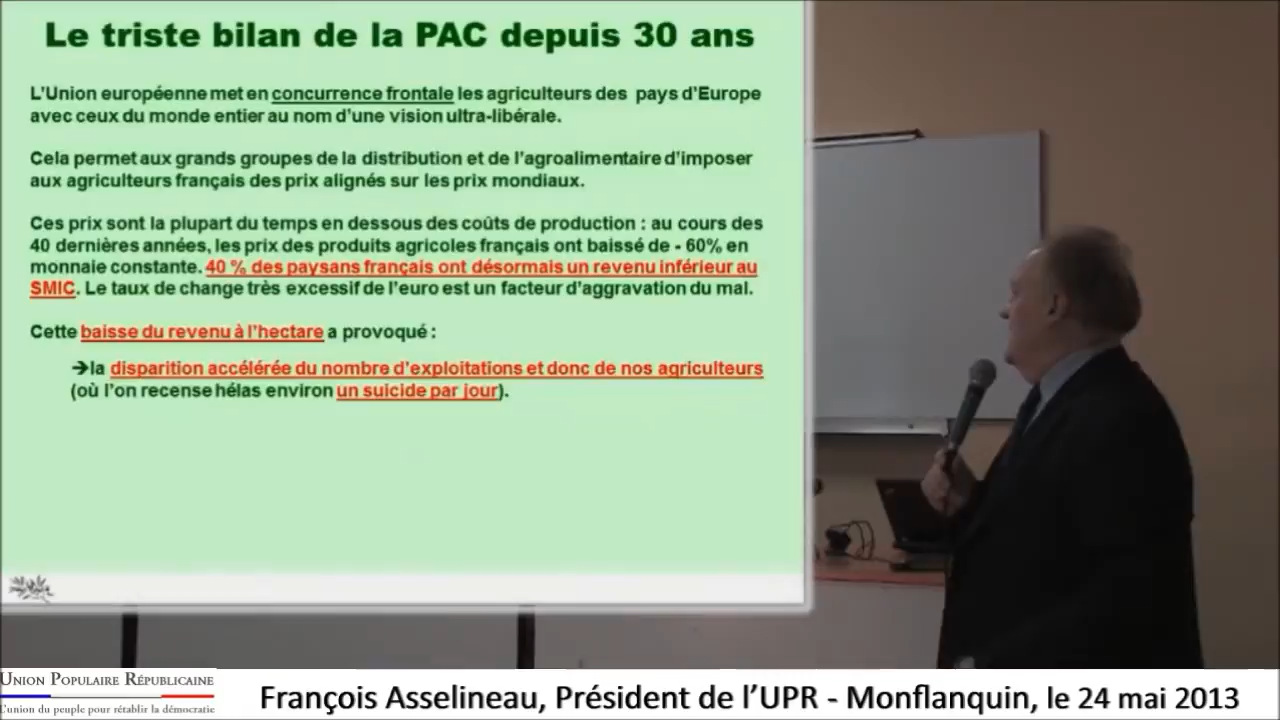 Le triste bilan de la PAC depuis 30 ans
L'Union européenne met en concurrence frontale les agriculteurs des pays d'Europe
avec ceux du monde entier au nom d'une vision ultra-libérale.
Cela permet aux grands groupes de la distribution et de l'agroalimentaire d'imposer
aux agriculteurs français des prix alignés sur les prix mondiaux.
Ces prix sont la plupart du temps en dessous des coûts de production : au cours des
40 dernières années, les prix des produits agricoles français ont baissé de - 60% en
monnaie constante. 40 % des paysans français ont désormais un revenu inférieur au
SMIC. Le taux de change très excessif de l'euro est un facteur d'aggravation du mal.
Cette baisse du revenu à l'hectare a provoqué :
→la disparition accélérée du nombre d'exploitations et donc de nos agriculteurs
(où l'on recense hélas environ un suicide par jour).
UNION POPULAIRE RÉPUBLICAINE
L'union du peuple pour rétablir la démocratie
François Asselineau, Président de l'UPR - Monflanquin, le 24 mai 2013